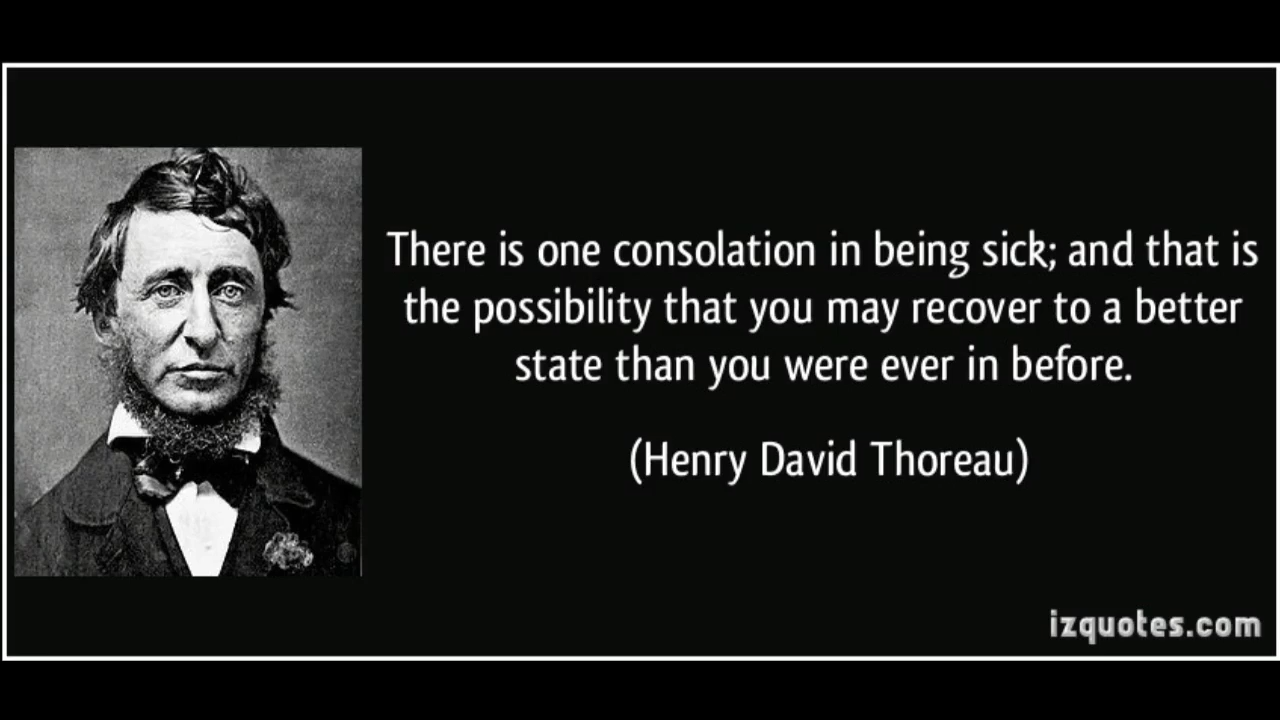 There is one consolation in being sick; and that is
the possibility that you may recover to a better
state than you were ever in before.
(Henry David Thoreau)
izquotes.com